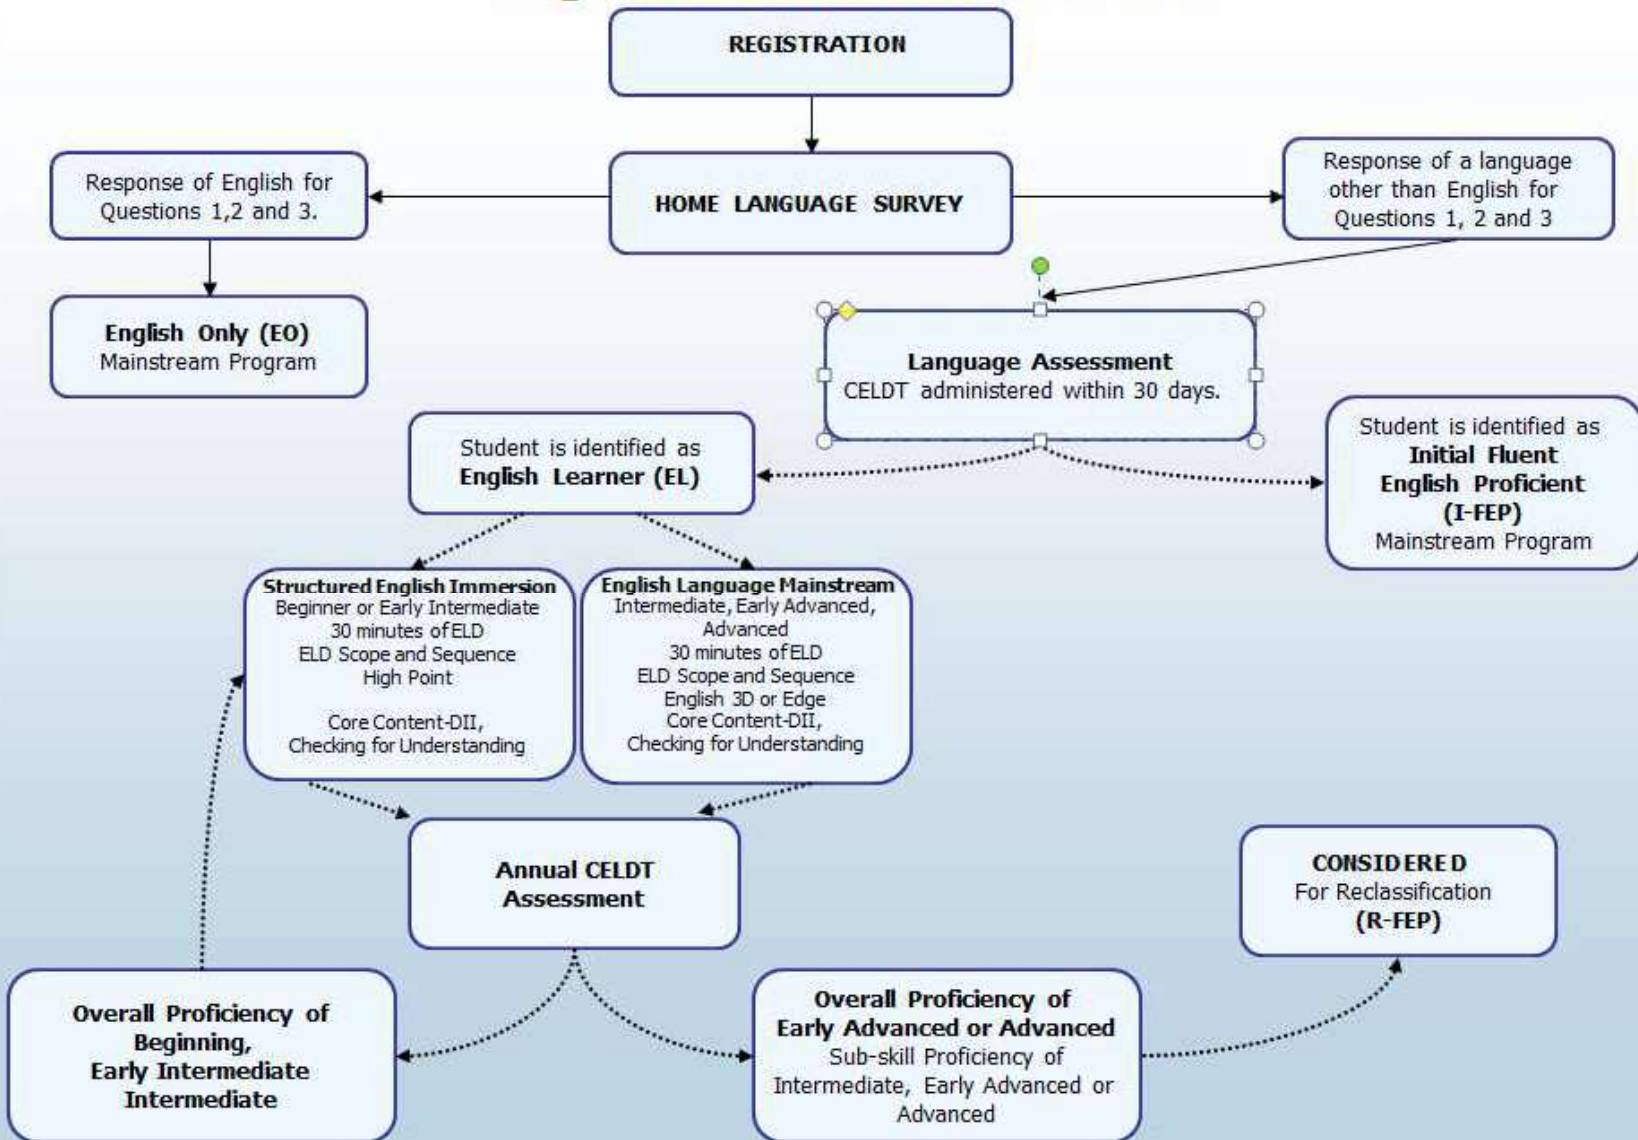 REGISTRATION
Response of English for
Questions 1,2 and 3.
HOME LANGUAGE SURVEY
Response of a language
other than English for
Questions 1, 2 and 3
English Only (EO)
Mainstream Program
Language Assessment
CELDT administered within 30 days.
Student is identified as
English Learner (EL)
Student is identified as
Initial Fluent
English Proficient
(I-FEP)
Mainstream Program
Structured English Immersion
Beginner or Early Intermediate
30 minutes of ELD
ELD Scope and Sequence
High Point
Core Content-DII,
Checking for Understanding
English Language Mainstream
Intermediate, Early Advanced,
Advanced
30 minutes of ELD
ELD Scope and Sequence
English 3D or Edge
Core Content-DII,
Checking for Understanding
Annual CELDT
Assessment
CONSIDERED
For Reclassification
(R-FEP)
Overall Proficiency of
Beginning,
Early Intermediate
Intermediate
Overall Proficiency of
Early Advanced or Advanced
Sub-skill Proficiency of
Intermediate, Early Advanced or
Advanced